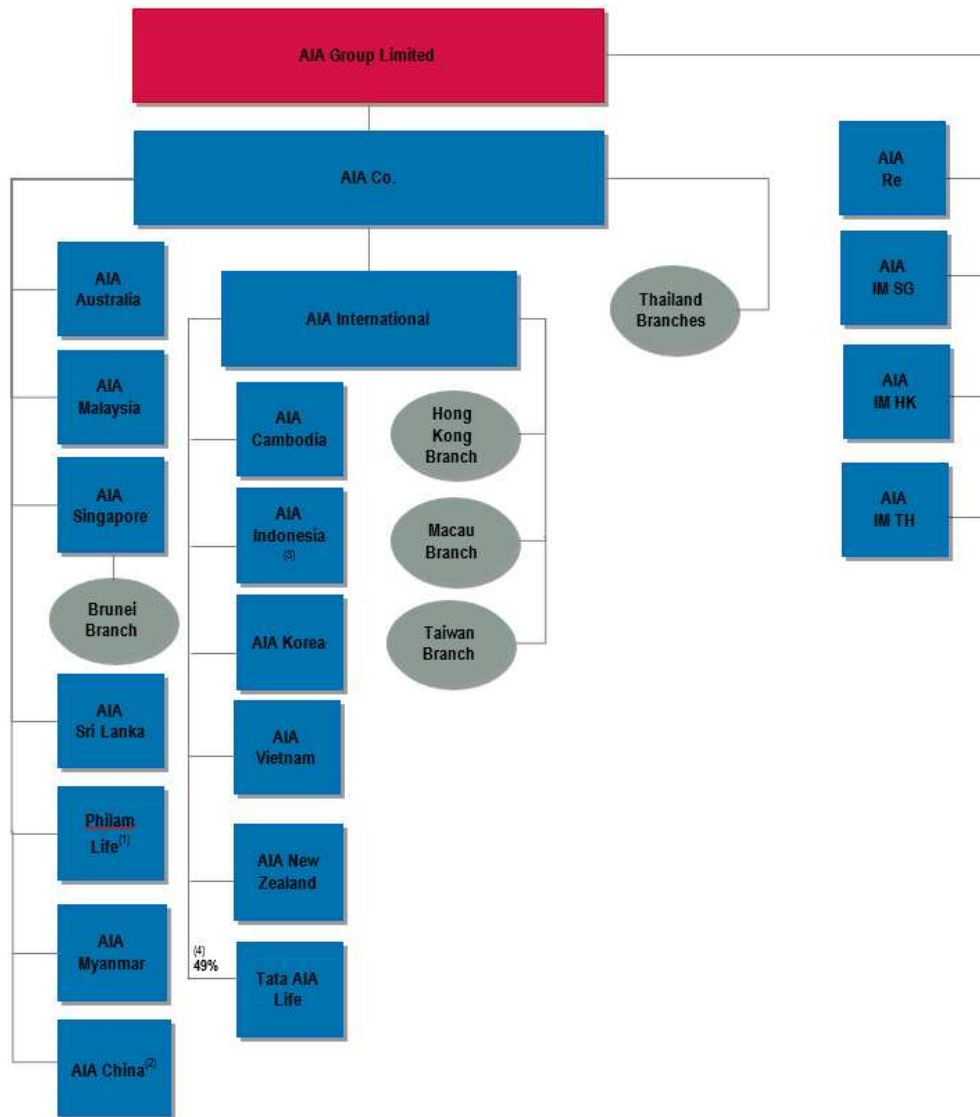 AIA Group Limited
AIA Co.
AIA
Re
AIA
IM SG
AIA
IM HK
AIA
IM TH
Thailand
Branches
AIA
Australia
AIA
Malaysia
AIA
Singapore
Brunei
Branch
AIA
Sri Lanka
Philam
Life(1)
AIA
Myanmar
AIA China(2)
AIA International
AIA
Cambodia
AIA
Indonesia
(3)
AIA Korea
AIA
Vietnam
AIA New
Zealand
(4)
49%
Tata AIA
Life
Hong
Kong
Branch
Macau
Branch
Taiwan
Branch